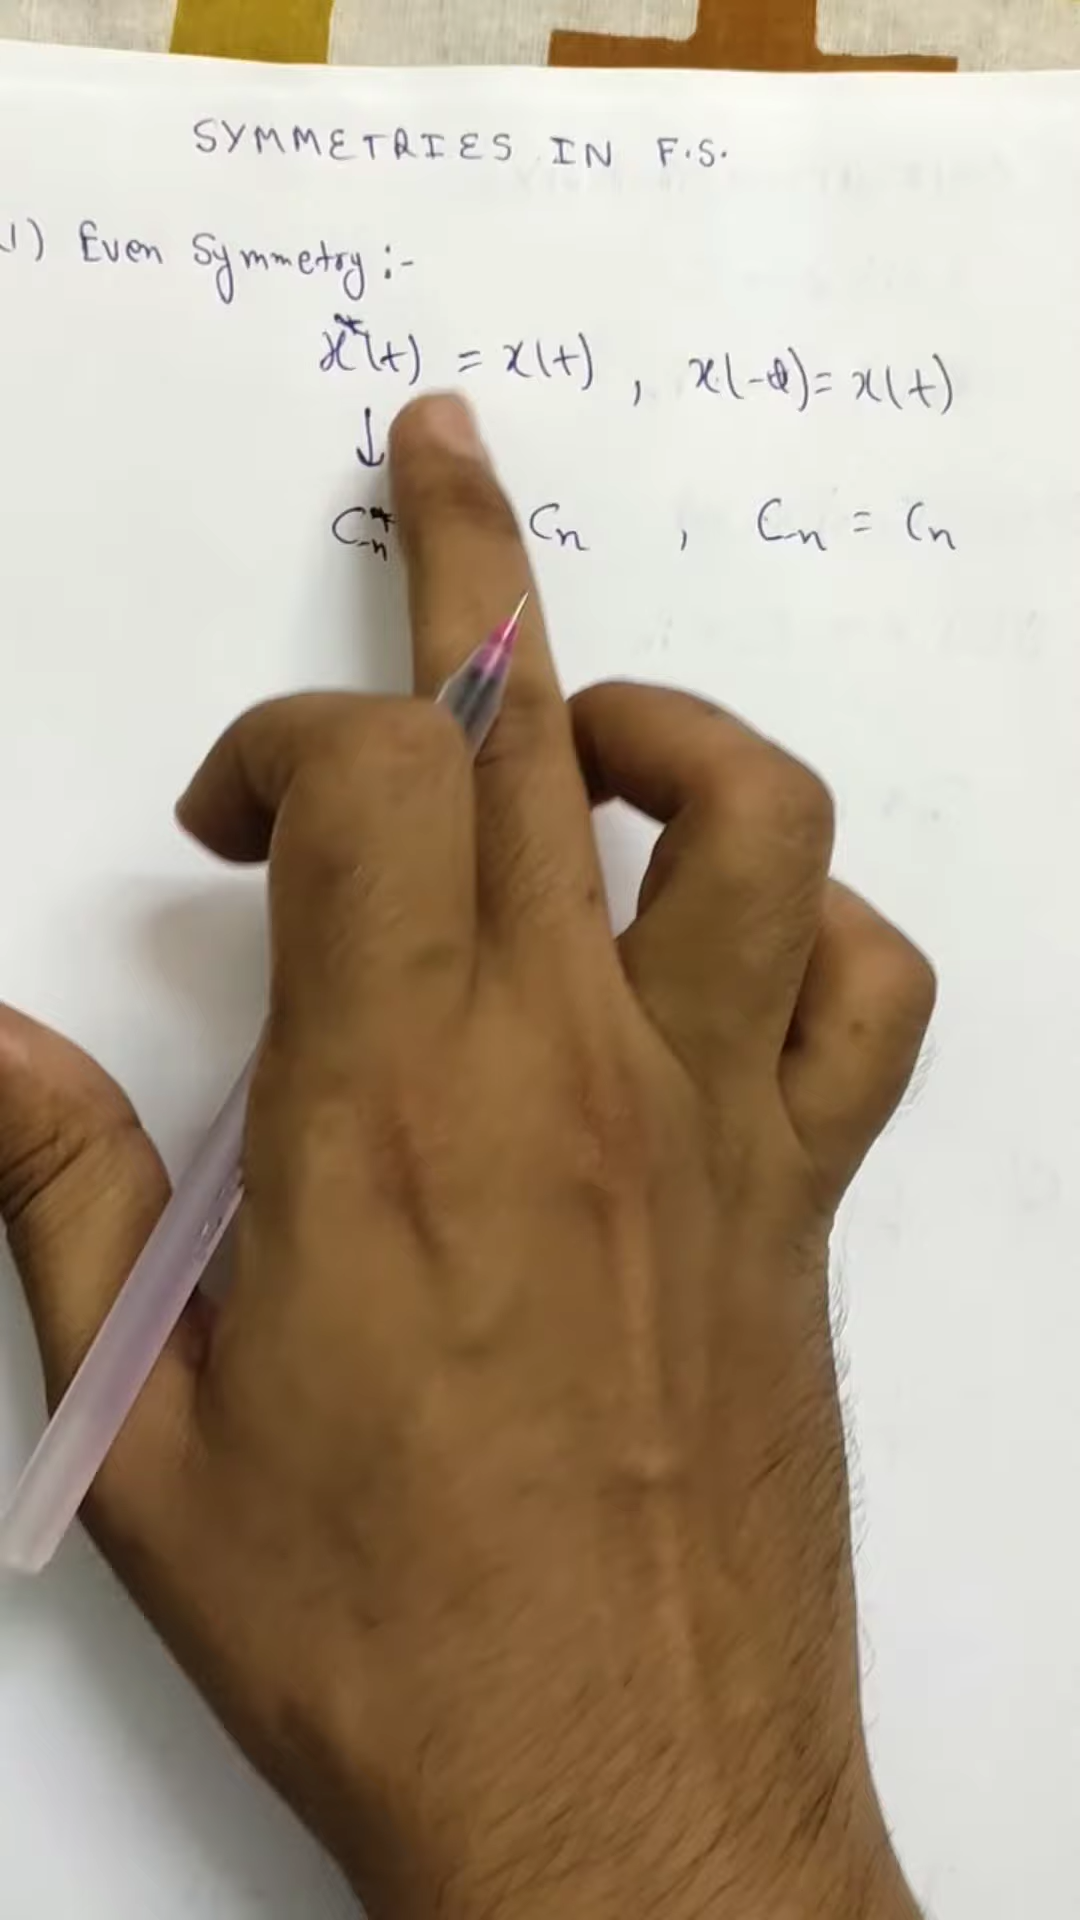 SYMMETRIES IN F.S.
1) Even Symmetry :-
x*(t) = x(t) , x(-t) = x(t)
↓
C*-n Cn , C-n = Cn